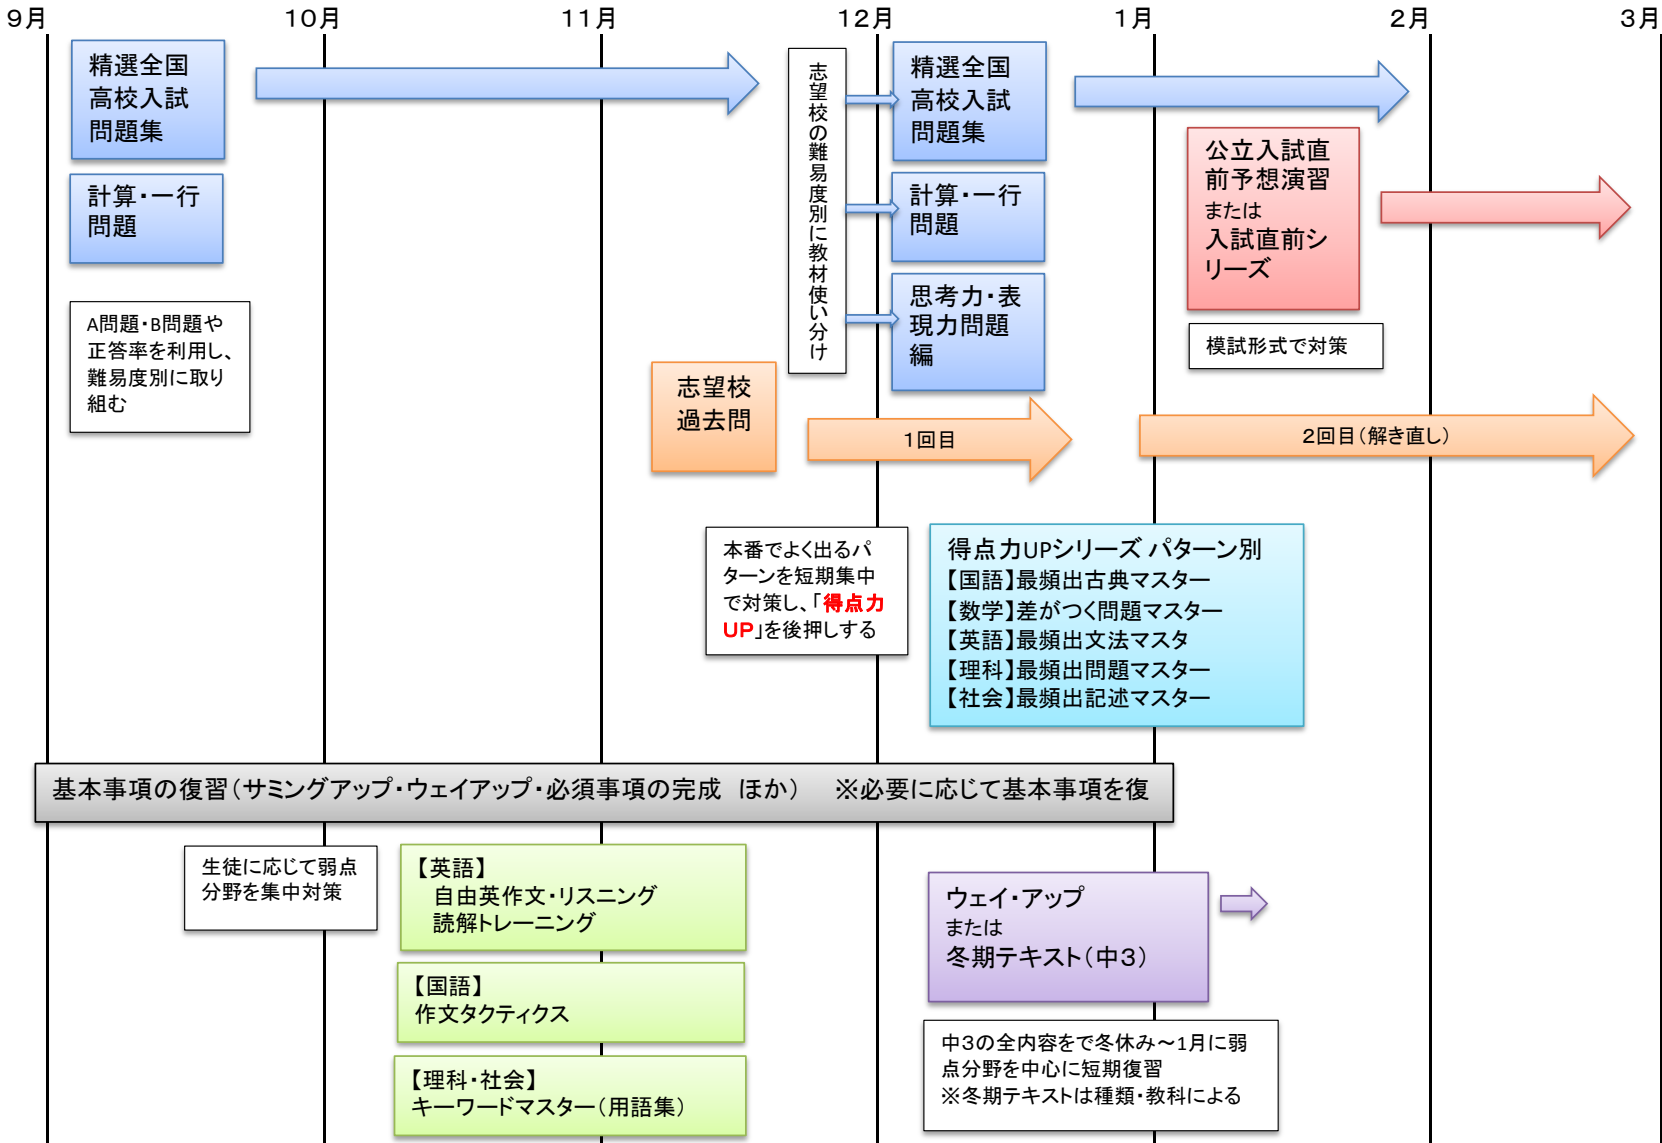 9月 10月 11月 12月 1月 2月 3月
精選全国
高校入試
問題集
計算・一行
問題
A問題・B問題や
正答率を利用し、
難易度別に取り
組む
志望校の難易度別に教材使い分け
精選全国
高校入試
問題集
計算・一行
問題
思考力・表
現力問題
編
公立入試直
前予想演習
または
入試直前シ
リーズ
模試形式で対策
志望校
過去問
1回目
2回目(解き直し)
本番でよく出るパ
ターンを短期集中
で対策し、「得点力
UP」を後押しする
得点力UPシリーズ パターン別
【国語】最頻出古典マスター
【数学】差がつく問題マスター
【英語】最頻出文法マスタ
【理科】最頻出問題マスター
【社会】最頻出記述マスター
基本事項の復習(サミングアップ・ウェイアップ・必須事項の完成 ほか) ※必要に応じて基本事項を復
生徒に応じて弱点
分野を集中対策
【英語】
自由英作文・リスニング
読解トレーニング
【国語】
作文タクティクス
【理科・社会】
キーワードマスター(用語集)
ウェイ・アップ
または
冬期テキスト(中3)
中3の全内容をで冬休み～1月に弱
点分野を中心に短期復習
※冬期テキストは種類・教科による